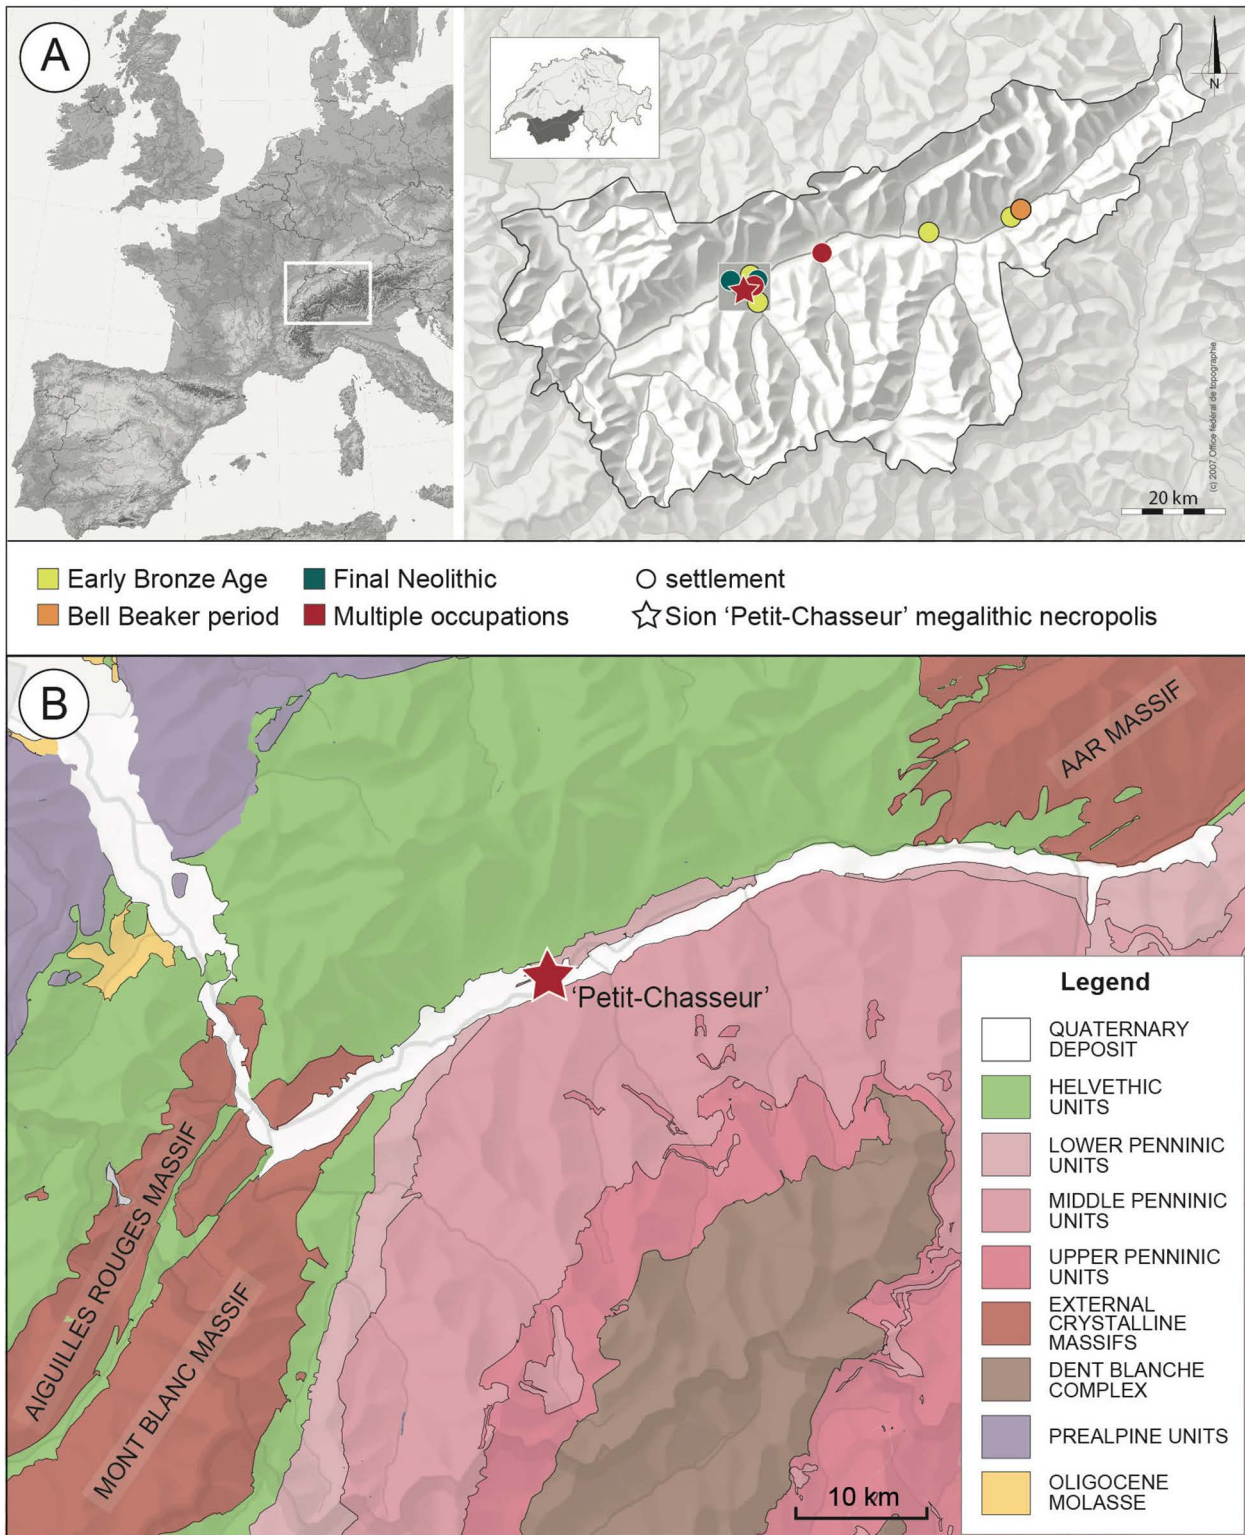 A
N
(c) 2007 Office fédéral de topographie
20 km
Early Bronze Age
Final Neolithic
settlement
Bell Beaker period
Multiple occupations
Sion ‘Petit-Chasseur’ megalithic necropolis
B
AAR MASSIF
‘Petit-Chasseur’
AIGUILLES ROUGES MASSIF
MONT BLANC MASSIF
10 km
Legend
QUATERNARY
DEPOSIT
HELVETHIC
UNITS
LOWER PENNINIC
UNITS
MIDDLE PENNINIC
UNITS
UPPER PENNINIC
UNITS
EXTERNAL
CRYSTALLINE
MASSIFS
DENT BLANCHE
COMPLEX
PREALPINE UNITS
OLIGOCENE
MOLASSE